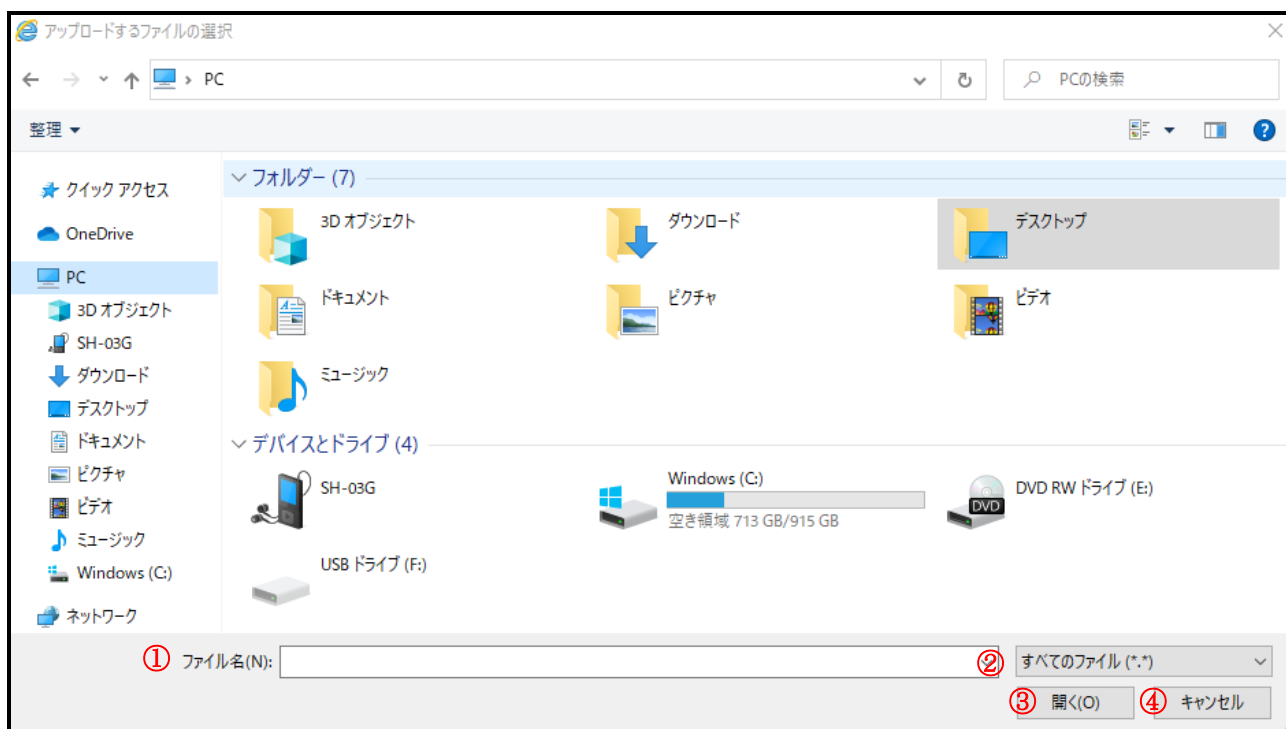 アップロードするファイルの選択
PC
PCの検索
整理
クイック アクセス
OneDrive
PC
3D オブジェクト
SH-03G
ダウンロード
デスクトップ
ドキュメント
ピクチャ
ビデオ
ミュージック
Windows (C:)
ネットワーク
フォルダー (7)
3D オブジェクト
ダウンロード
デスクトップ
ドキュメント
ピクチャ
ビデオ
ミュージック
デバイスとドライブ (4)
SH-03G
Windows (C:)
空き領域 713 GB/915 GB
DVD RW ドライブ (E:)
DVD
USB ドライブ (F:)
① ファイル名(N):
② すべてのファイル (*.*)
③ 開く(O)
④ キャンセル